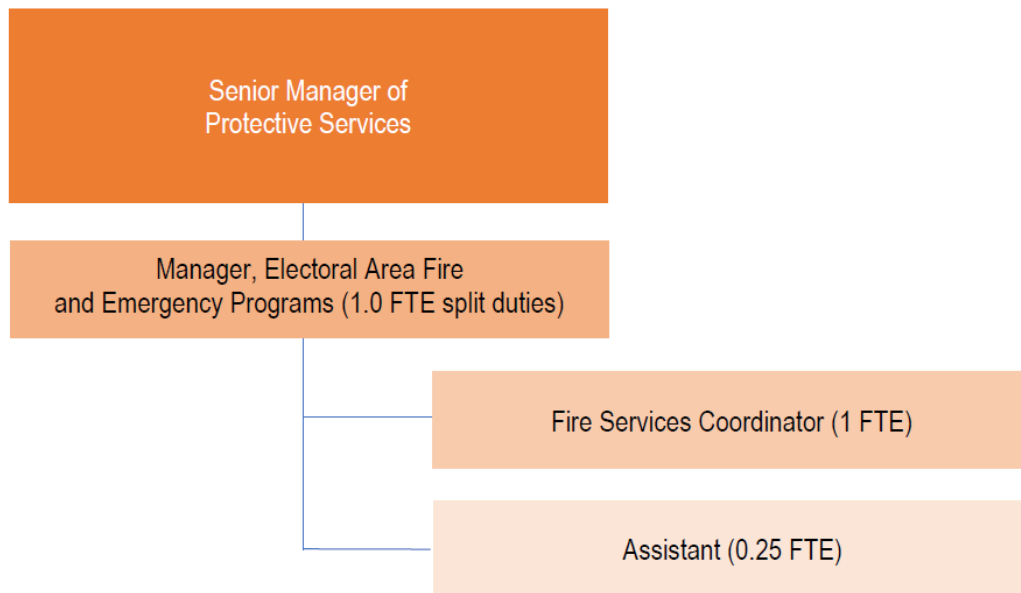 Senior Manager of
Protective Services
Manager, Electoral Area Fire
and Emergency Programs (1.0 FTE split duties)
Fire Services Coordinator (1 FTE)
Assistant (0.25 FTE)